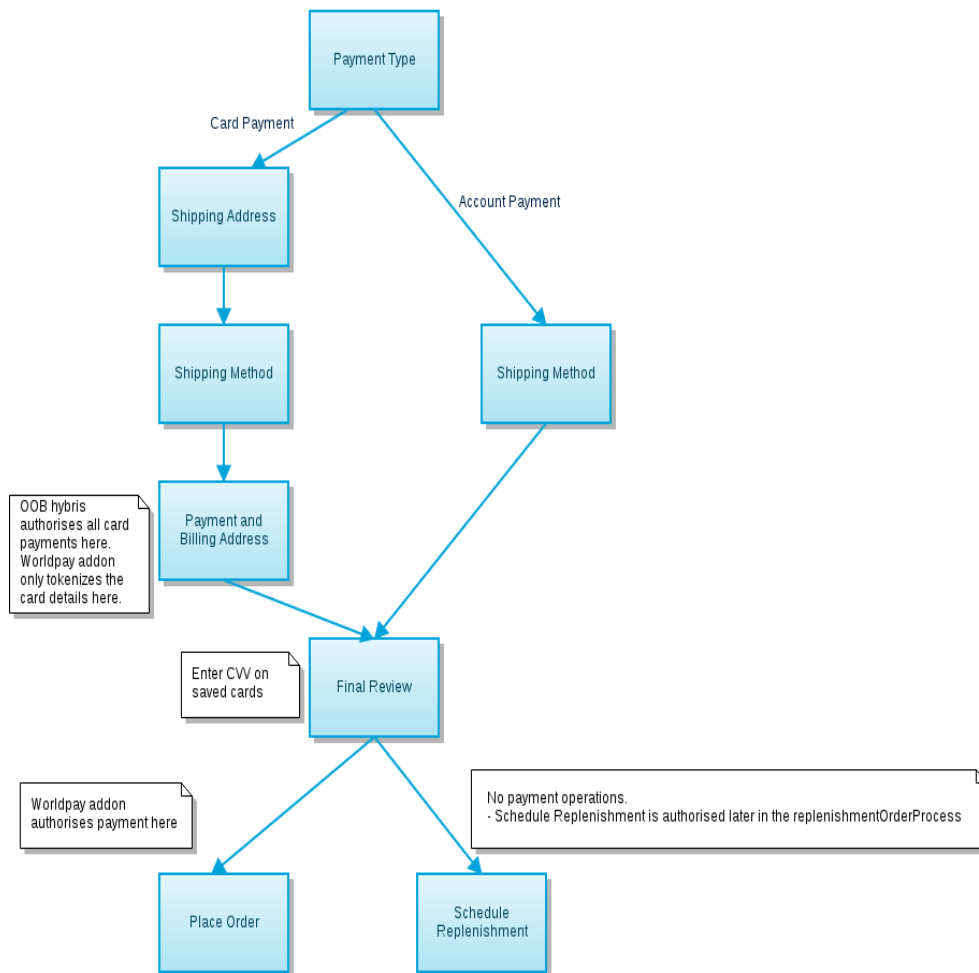 Payment Type
Card Payment
Shipping Address
Account Payment
Shipping Method
Shipping Method
OOB hybris
authorises all card
payments here.
Worldpay addon
only tokenizes the
card details here.
Payment and
Billing Address
Enter CVV on
saved cards
Final Review
Worldpay addon
authorises payment here
No payment operations.
- Schedule Replenishment is authorised later in the replenishmentOrderProcess
Place Order
Schedule
Replenishment